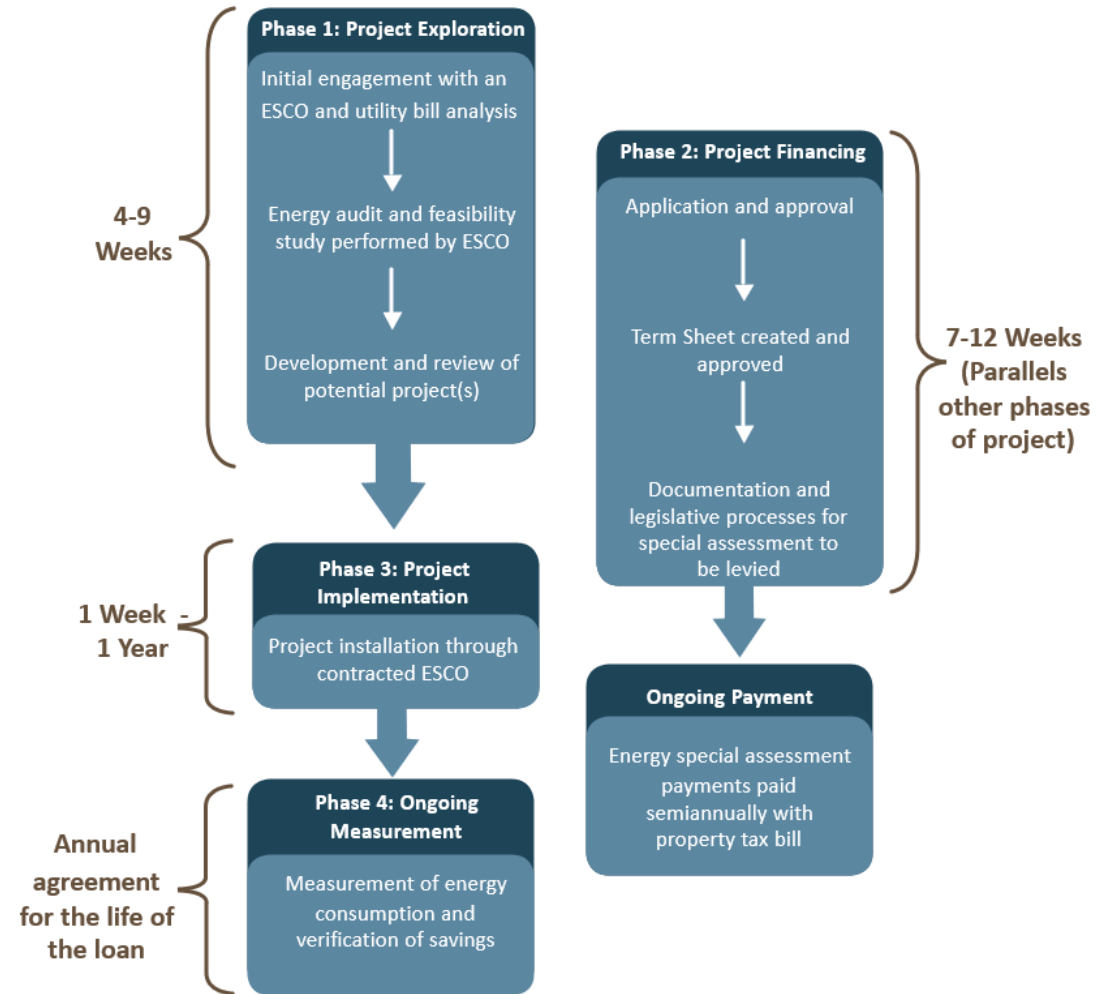 Phase 1: Project Exploration
Initial engagement with an
ESCO and utility bill analysis
Energy audit and feasibility
study performed by ESCO
Development and review of
potential project(s)
4-9
Weeks
Phase 2: Project Financing
Application and approval
Term Sheet created and
approved
Documentation and
legislative processes for
special assessment to
be levied
7-12 Weeks
(Parallels
other phases
of project)
Phase 3: Project
Implementation
Project installation through
contracted ESCO
1 Week -
1 Year
Ongoing Payment
Energy special assessment
payments paid
semiannually with
property tax bill
Phase 4: Ongoing
Measurement
Measurement of energy
consumption and
verification of savings
Annual
agreement
for the life of
the loan